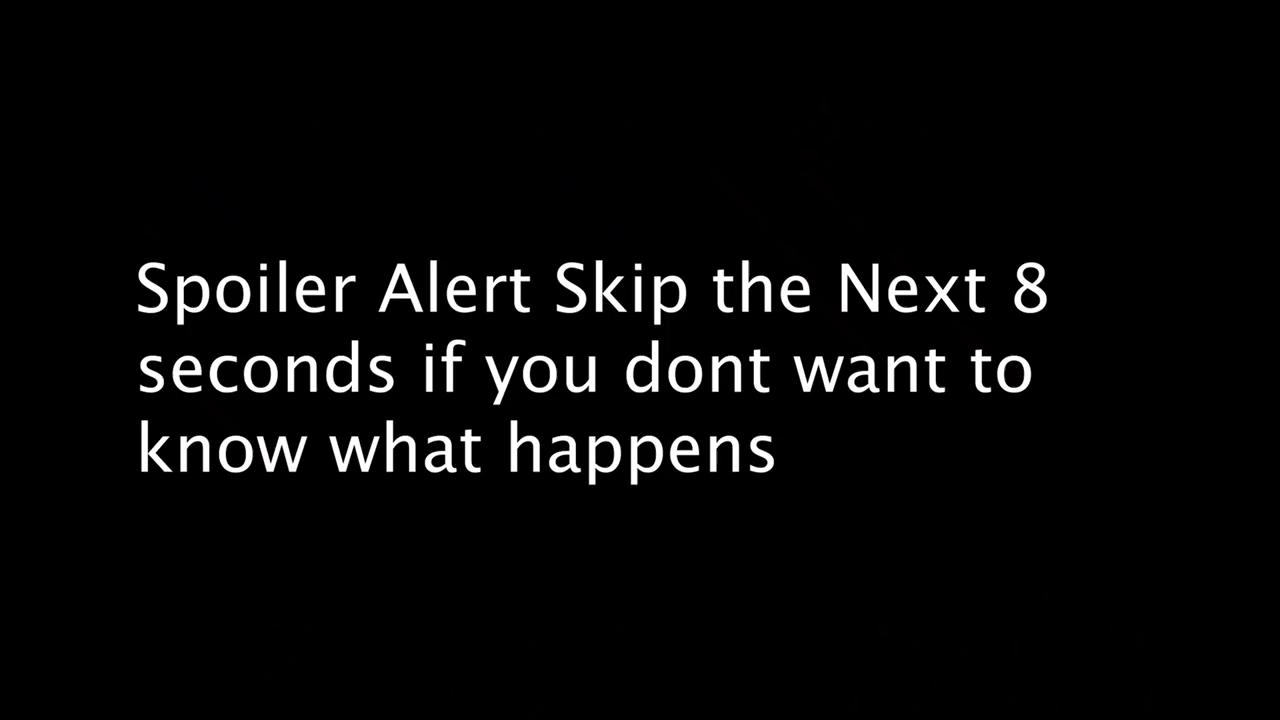 Spoiler Alert Skip the Next 8
seconds if you dont want to
know what happens